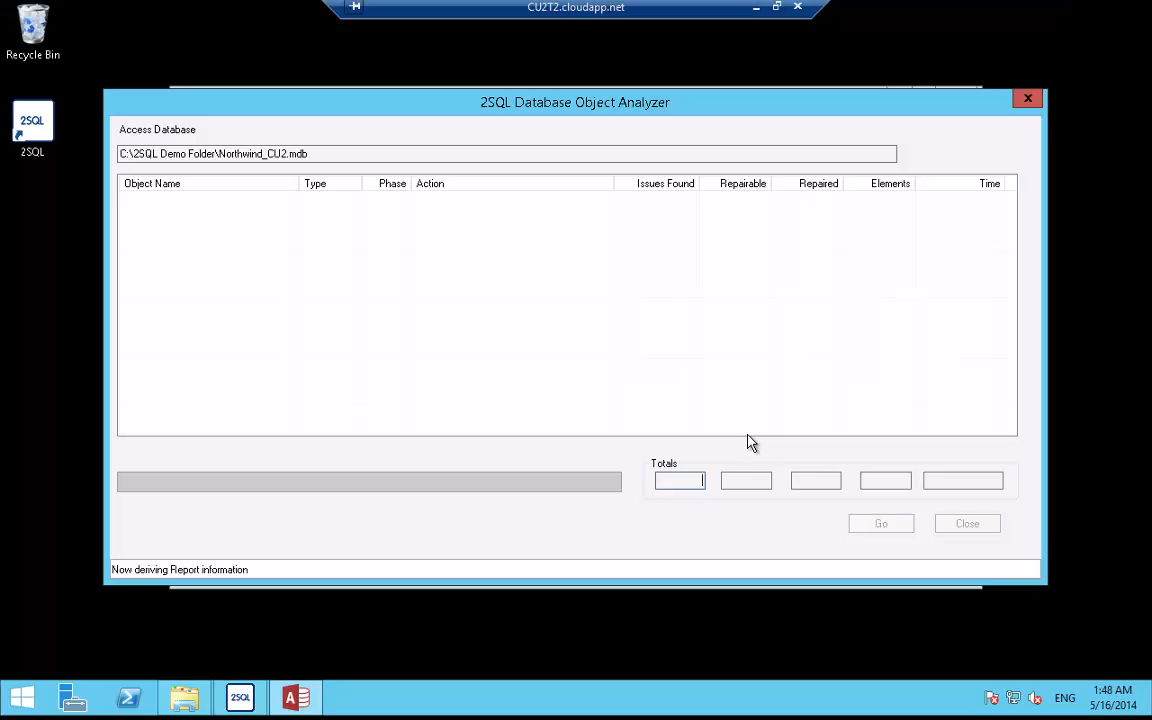 CU2T2.cloudapp.net
Recycle Bin
2SQL
2SQL
2SQL Database Object Analyzer
X
Access Database
C:\2SQL Demo Folder\Northwind_CU2.mdb
Object Name Type Phase Action Issues Found Repairable Repaired Elements Time
Totals
Go Close
Now deriving Report information
2SQL
A
ENG
1:48 AM
5/16/2014